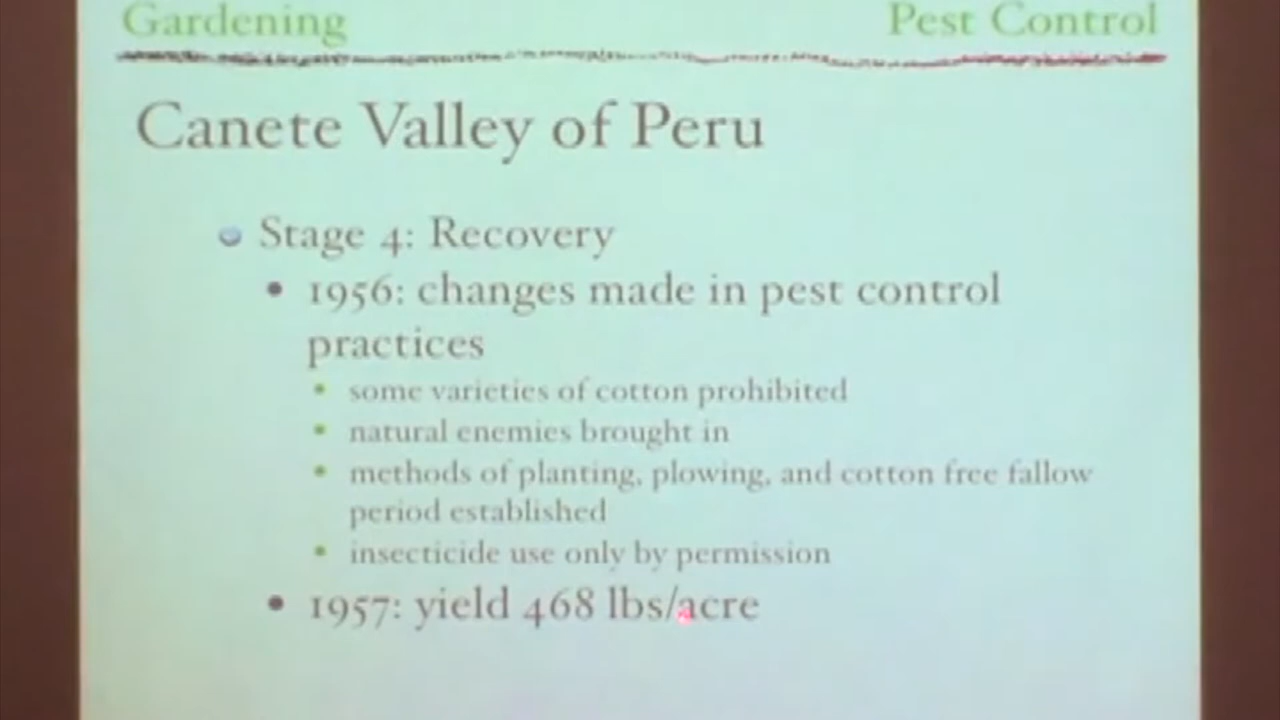 Gardening Pest Control
Canete Valley of Peru
Stage 4: Recovery
1956: changes made in pest control
practices
some varieties of cotton prohibited
natural enemies brought in
methods of planting, plowing, and cotton free fallow
period established
insecticide use only by permission
1957: yield 468 lbs/acre